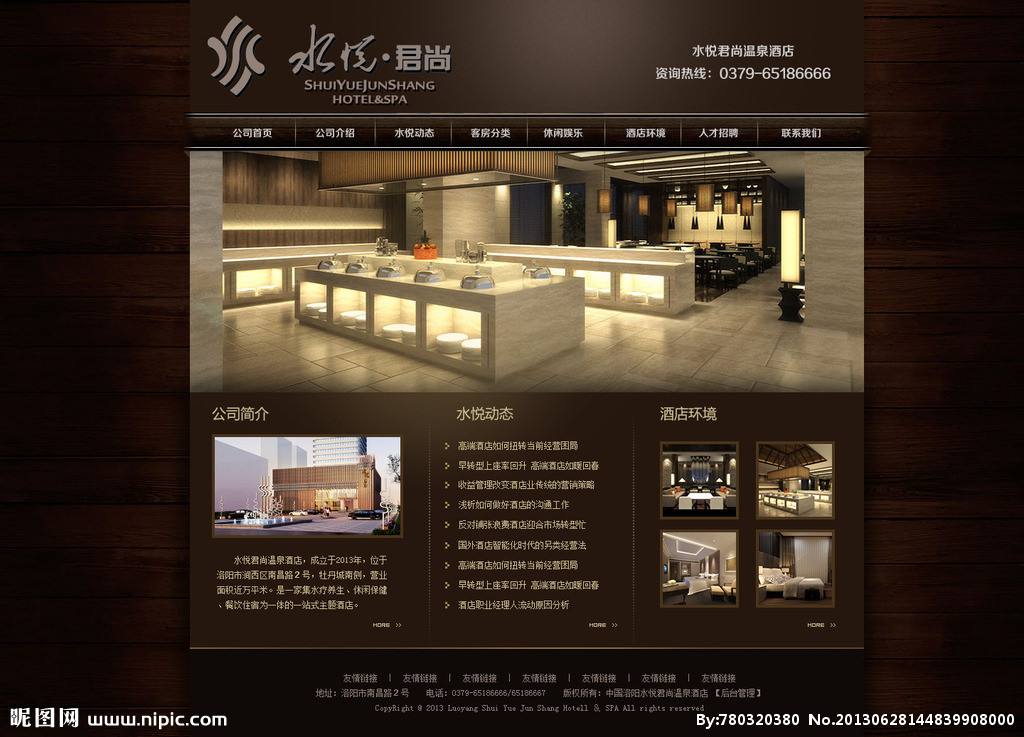 水悦·君尚
SHUIYUEJUNSHANG
HOTEL&SPA
水悦君尚温泉酒店
资询热线：0379-65186666
公司首页 公司介绍 水悦动态 客房分类 休闲娱乐 酒店环境 人才招聘 联系我们
公司简介
水悦君尚温泉酒店，成立于2013年，位于
洛阳市涧西区南昌路2号，牡丹城南侧，营业
面积近万平米。是一家集水疗养生、休闲保健
、餐饮住宿为一体的一站式主题酒店。
MORE >>
水悦动态
高端酒店如何扭转当前经营困局
早转型上座率回升 高端酒店如暖回春
收益管理改变酒店业传统的营销策略
浅析如何做好酒店的沟通工作
反对铺张浪费酒店迎合市场转型忙
国外酒店智能化时代的另类经营法
高端酒店如何扭转当前经营困局
早转型上座率回升 高端酒店如暖回春
酒店职业经理人流动原因分析
MORE >>
酒店环境
MORE >>
友情链接 | 友情链接 | 友情链接 | 友情链接 | 友情链接 | 友情链接 | 友情链接
地址：洛阳市南昌路2号 电话：0379-65186666/65186667 版权所有：中国洛阳水悦君尚温泉酒店 【后台管理】
CopyRight @ 2013 Luoyang Shui Yue Jun Shang Hotell & SPA All rights reserved
昵图网 www.nipic.com
By:780320380 No.20130628144839908000